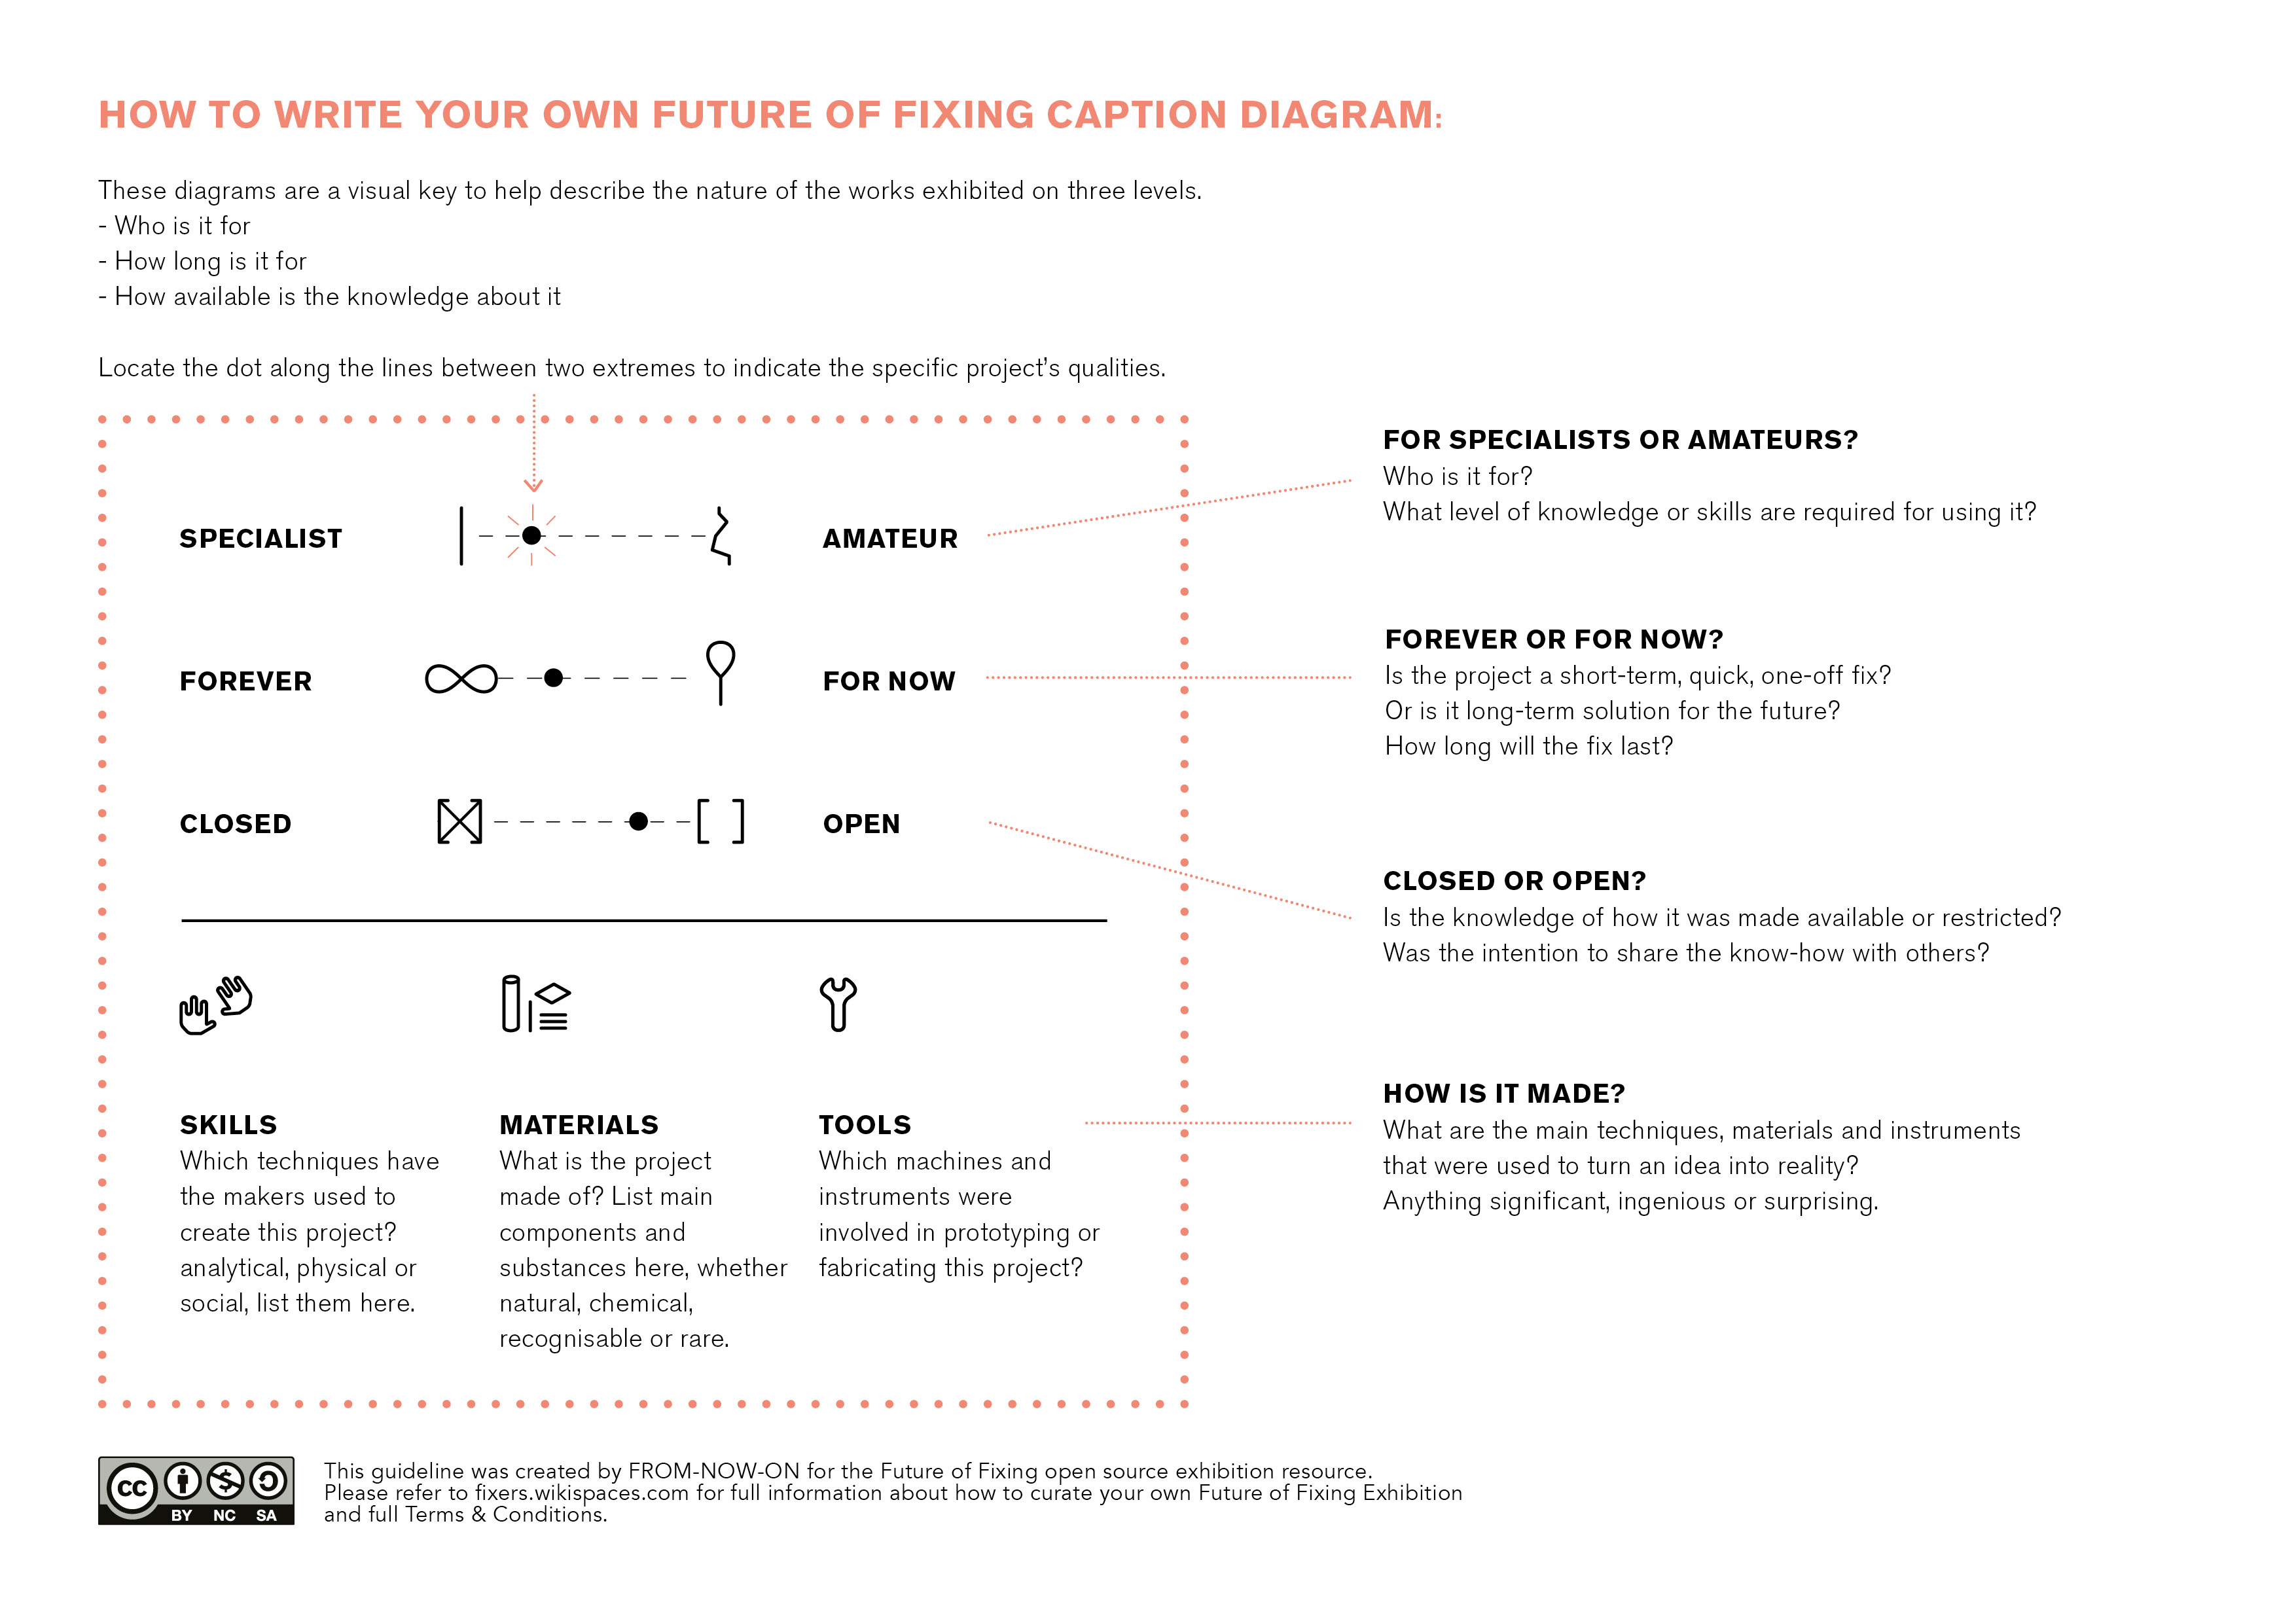 HOW TO WRITE YOUR OWN FUTURE OF FIXING CAPTION DIAGRAM:
These diagrams are a visual key to help describe the nature of the works exhibited on three levels.
- Who is it for
- How long is it for
- How available is the knowledge about it
Locate the dot along the lines between two extremes to indicate the specific project's qualities.
SPECIALIST
AMATEUR
FOREVER
FOR NOW
CLOSED
OPEN
SKILLS
Which techniques have
the makers used to
create this project?
analytical, physical or
social, list them here.
MATERIALS
What is the project
made of? List main
components and
substances here, whether
natural, chemical,
recognisable or rare.
TOOLS
Which machines and
instruments were
involved in prototyping or
fabricating this project?
FOR SPECIALISTS OR AMATEURS?
Who is it for?
What level of knowledge or skills are required for using it?
FOREVER OR FOR NOW?
Is the project a short-term, quick, one-off fix?
Or is it long-term solution for the future?
How long will the fix last?
CLOSED OR OPEN?
Is the knowledge of how it was made available or restricted?
Was the intention to share the know-how with others?
HOW IS IT MADE?
What are the main techniques, materials and instruments
that were used to turn an idea into reality?
Anything significant, ingenious or surprising.
cc
BY NC SA
This guideline was created by FROM-NOW-ON for the Future of Fixing open source exhibition resource.
Please refer to fixers.wikispaces.com for full information about how to curate your own Future of Fixing Exhibition
and full Terms & Conditions.